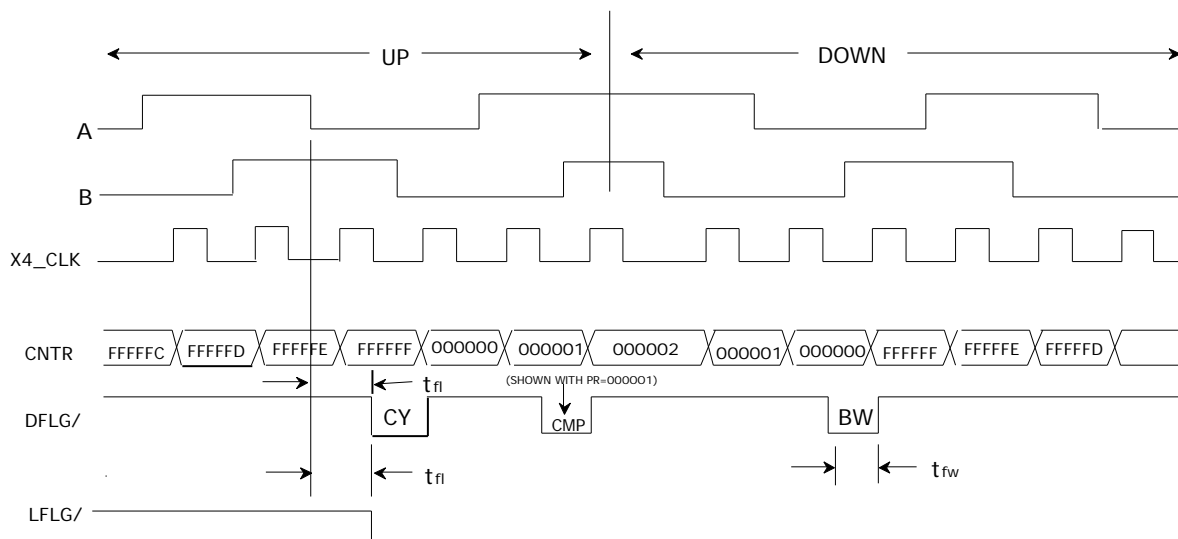 UP
DOWN
A
B
X4_CLK
CNTR
FFFFFC FFFFFD FFFFFE FFFFFF 000000 000001 000002 000001 000000 FFFFFF FFFFFE FFFFFD
tfl
(SHOWN WITH PR=000001)
DFLG/
CY
CMP
BW
tfl
tfw
LFLG/